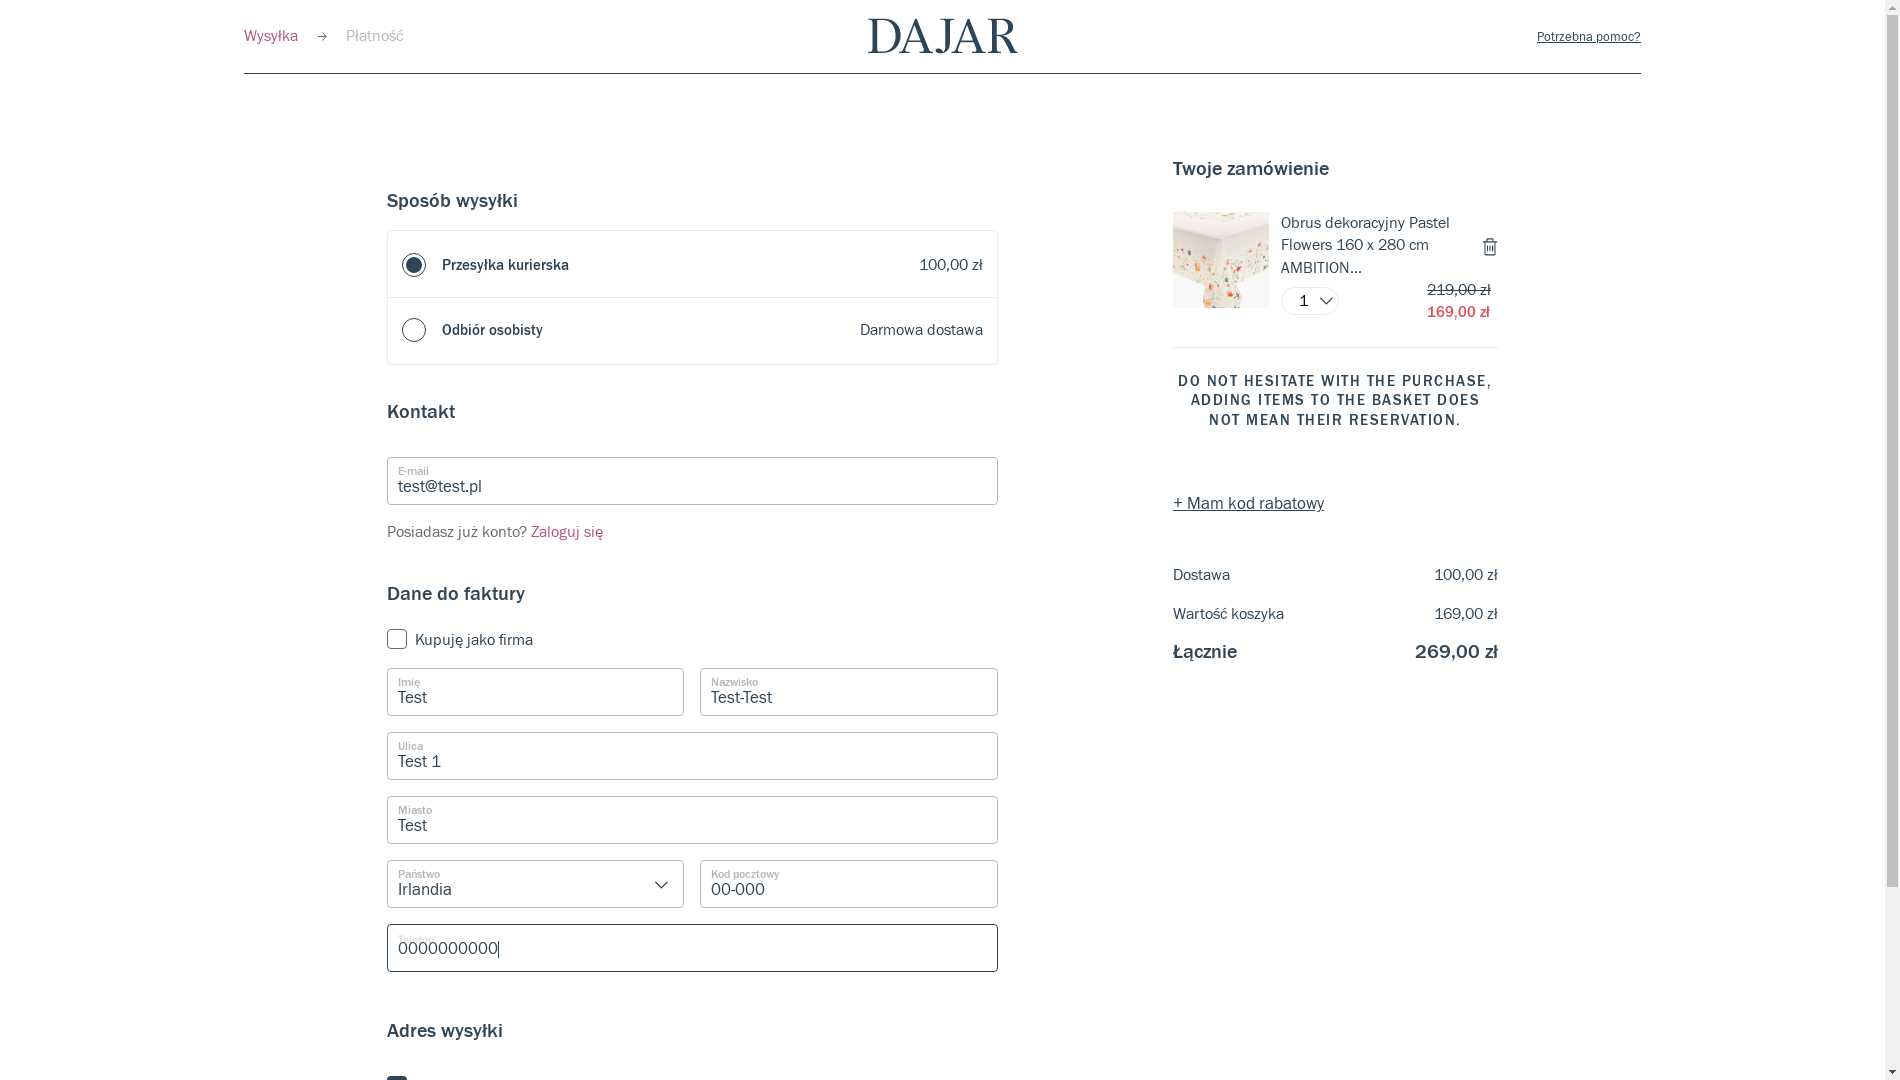 Wysyłka
Płatność
DAJAR
Potrzebna pomoc?
Sposób wysyłki
Przesyłka kurierska
100,00 zł
Odbiór osobisty
Darmowa dostawa
Kontakt
E-mail
test@test.pl
Posiadasz już konto? Zaloguj się
Dane do faktury
Kupuję jako firma
Imię
Test
Nazwisko
Test-Test
Ulica
Test 1
Miasto
Test
Państwo
Irlandia
Kod pocztowy
00-000
Telefon
0000000000
Adres wysyłki
Twoje zamówienie
Obrus dekoracyjny Pastel
Flowers 160 x 280 cm
AMBITION...
1
219,00 zł
169,00 zł
DO NOT HESITATE WITH THE PURCHASE,
ADDING ITEMS TO THE BASKET DOES
NOT MEAN THEIR RESERVATION.
+ Mam kod rabatowy
Dostawa
100,00 zł
Wartość koszyka
169,00 zł
Łącznie
269,00 zł